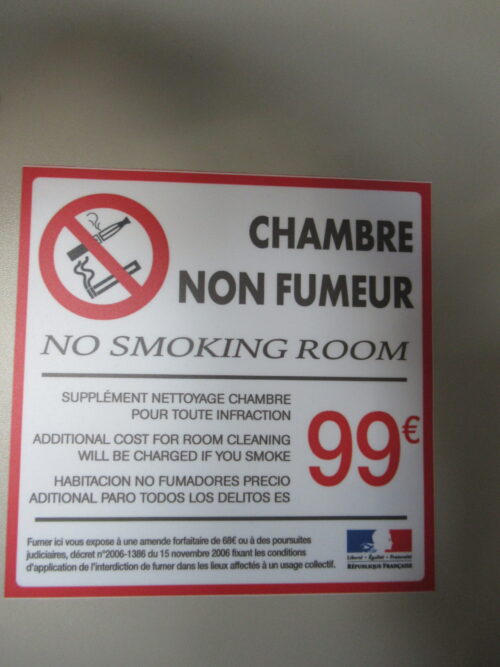 CHAMBRE
NON FUMEUR
NO SMOKING ROOM
SUPPLÉMENT NETTOYAGE CHAMBRE
POUR TOUTE INFRACTION
ADDITIONAL COST FOR ROOM CLEANING
WILL BE CHARGED IF YOU SMOKE
HABITACION NO FUMADORES PRECIO
ADITIONAL PARO TODOS LOS DELITOS ES
99€
Fumer ici vous expose à une amende forfaitaire de 68€ ou à des poursuites
judiciaires, décret n°2006-1386 du 15 novembre 2006 fixant les conditions
d'application de l'interdiction de fumer dans les lieux affectés à un usage collectif.
Liberté • Égalité • Fraternité
RÉPUBLIQUE FRANÇAISE